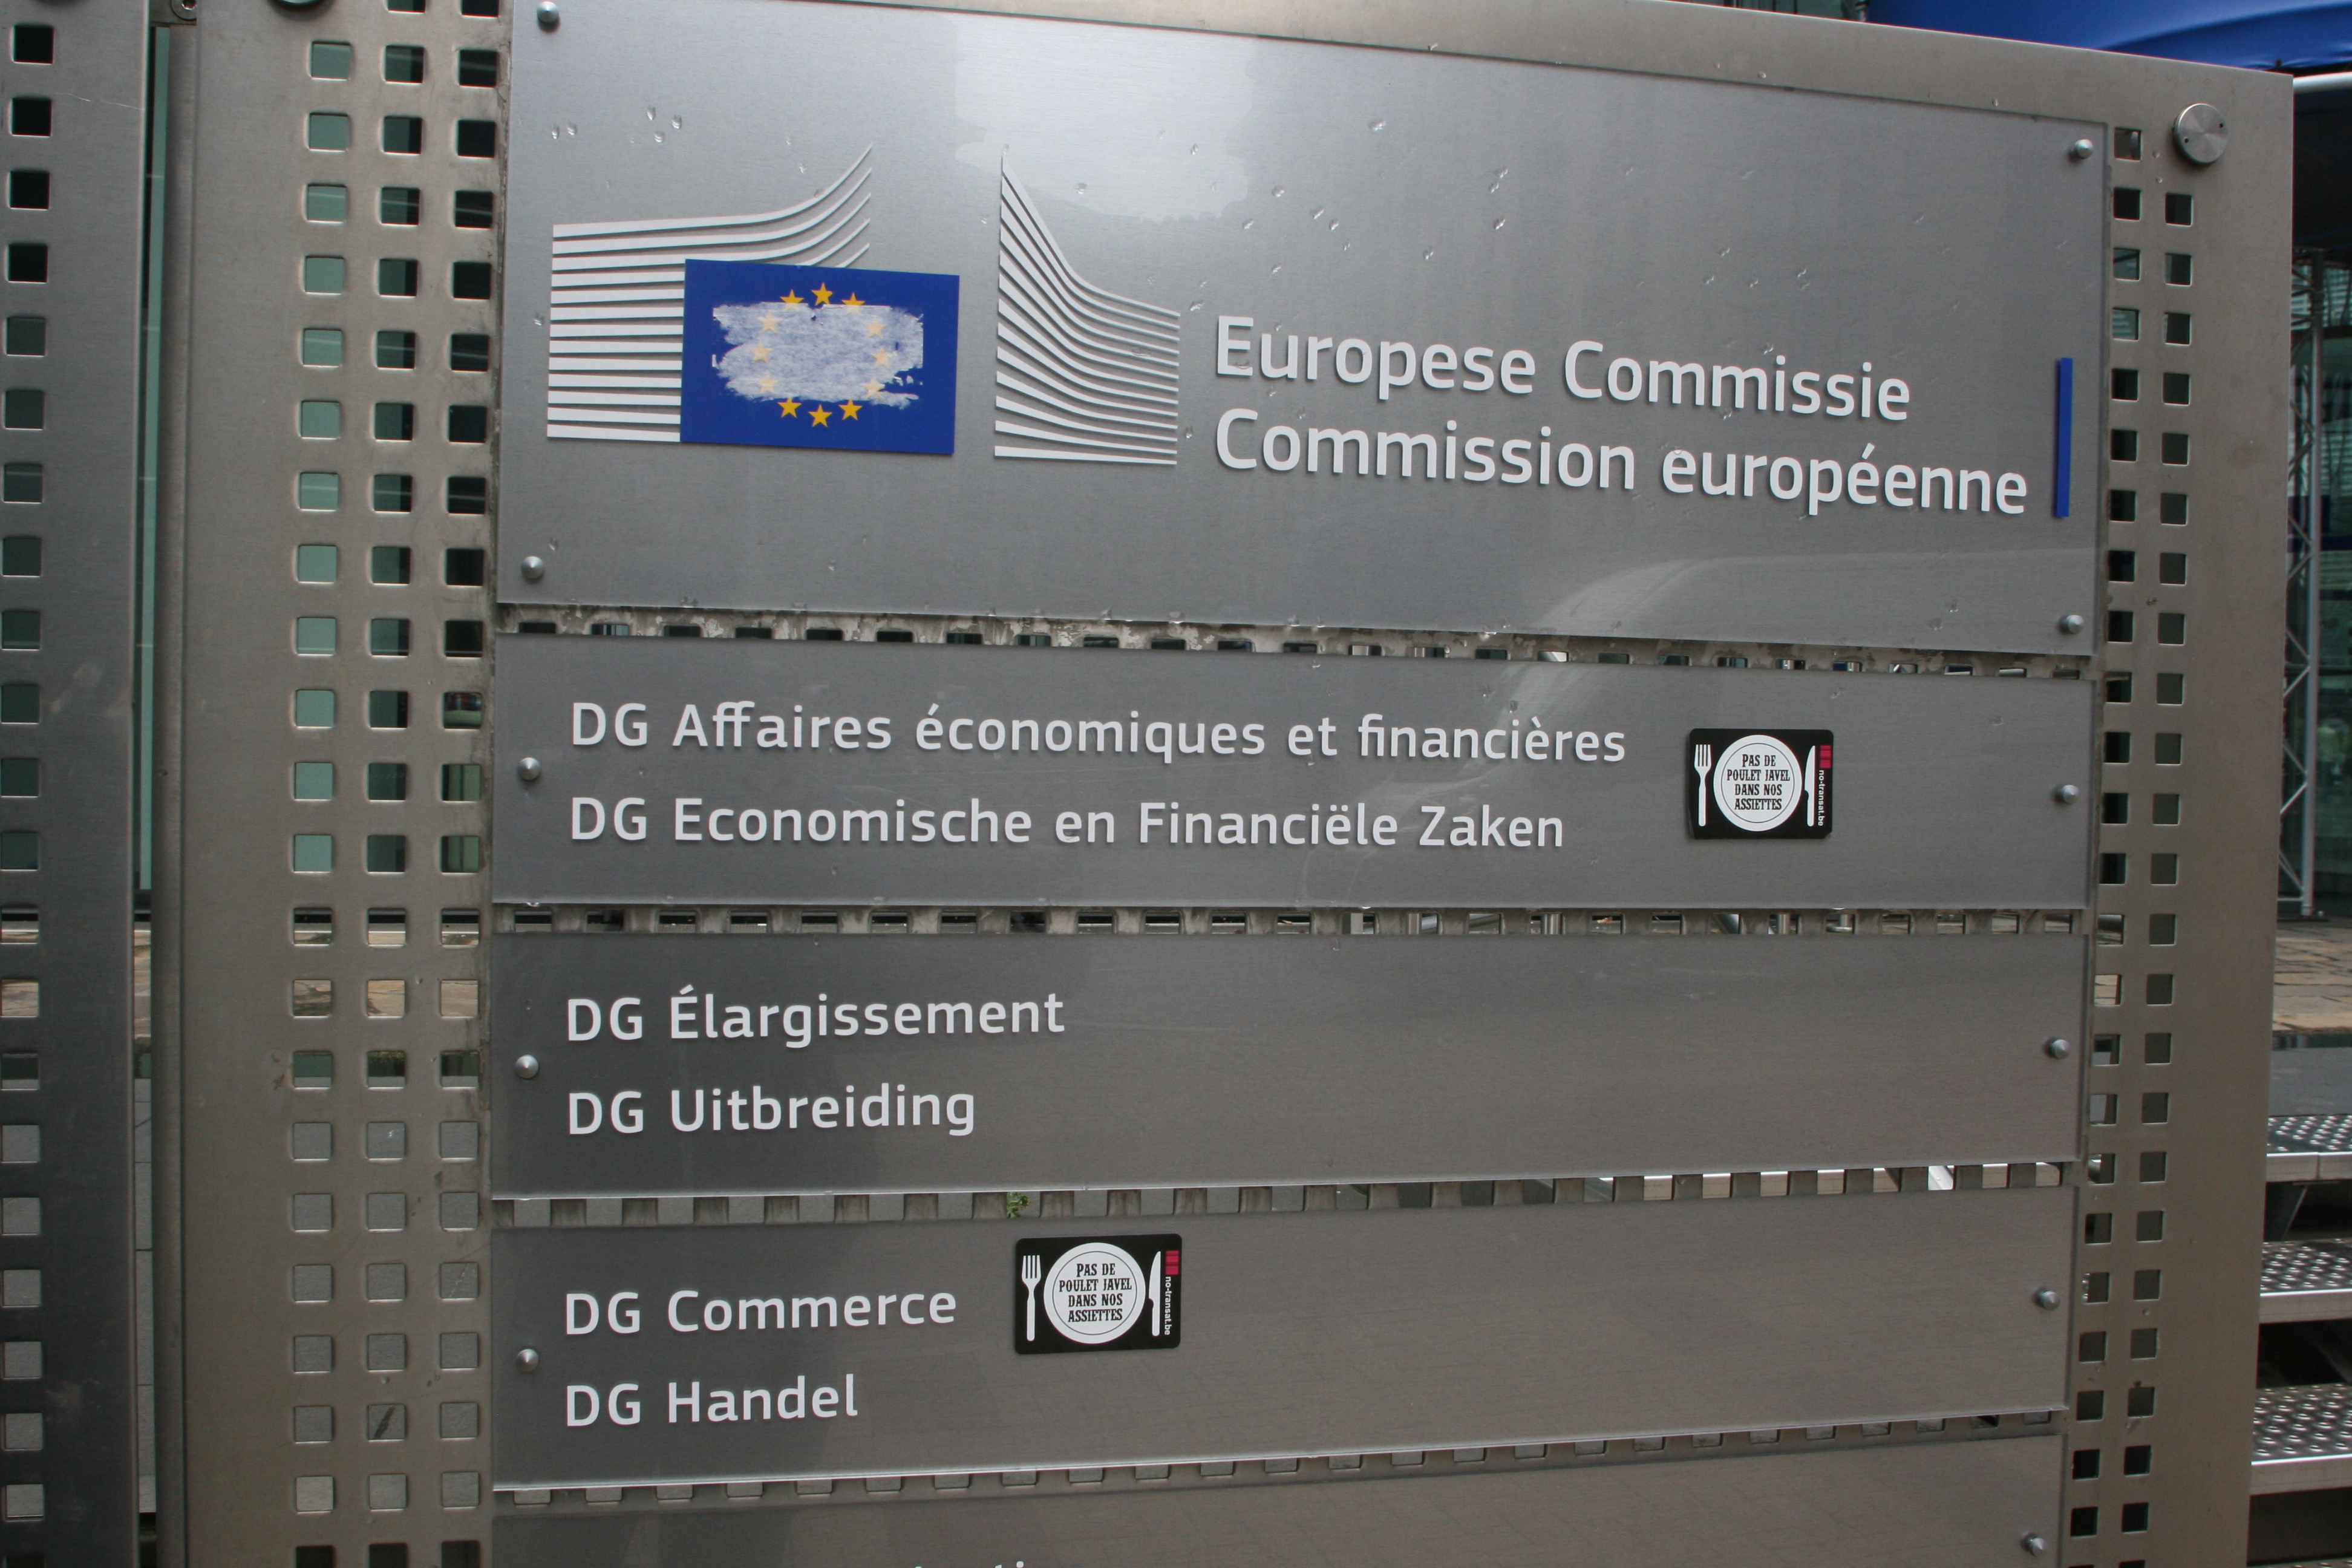 Europese Commissie
Commission européenne
DG Affaires économiques et financières
DG Economische en Financiële Zaken
PAS DE
POULET JAVEL
DANS NOS
ASSIETTES
no-transat.be
DG Élargissement
DG Uitbreiding
DG Commerce
DG Handel
PAS DE
POULET JAVEL
DANS NOS
ASSIETTES
no-transat.be